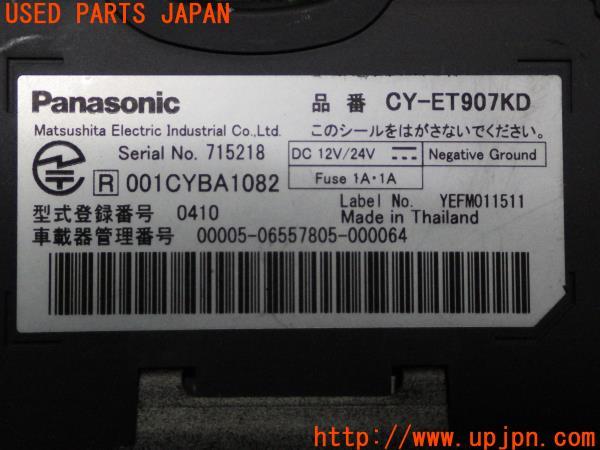 USED PARTS JAPAN
Panasonic
品 番 CY-ET907KD
Matsushita Electric Industrial Co.,Ltd.
このシールをはがさないでください。
Serial No. 715218
DC 12V/24V
Negative Ground
Fuse 1A・1A
R 001CYBA1082
Label No. YEFM011511
型式登録番号 0410
Made in Thailand
車載器管理番号 00005-06557805-000064
http://www.upjpn.com